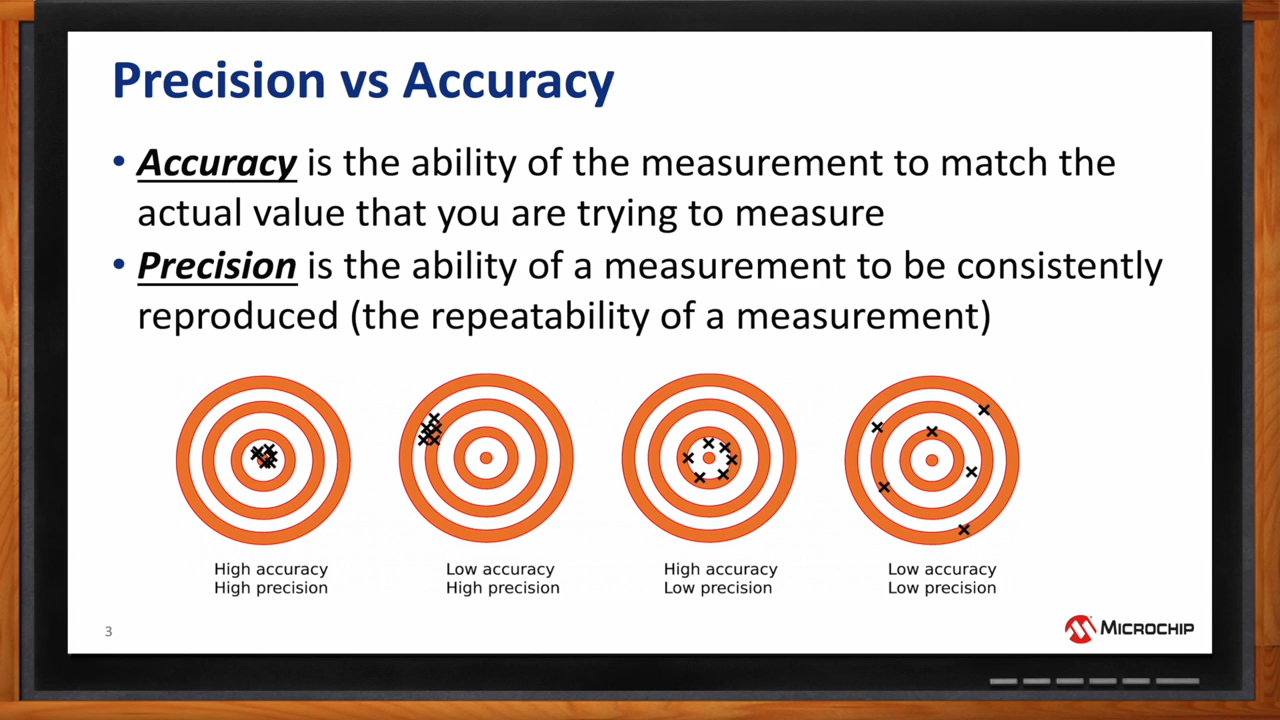 Precision vs Accuracy
• Accuracy is the ability of the measurement to match the
actual value that you are trying to measure
• Precision is the ability of a measurement to be consistently
reproduced (the repeatability of a measurement)
High accuracy
High precision
Low accuracy
High precision
High accuracy
Low precision
Low accuracy
Low precision
3
MICROCHIP